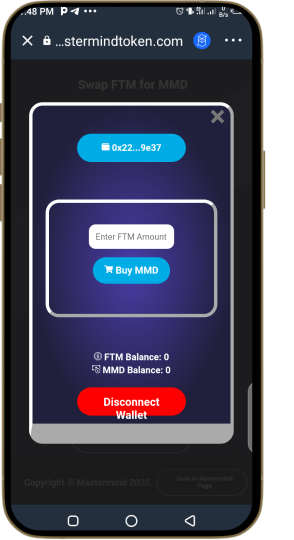 :48 PM P
...stermindtoken.com
Swap FTM for MMD
0x22...9e37
Enter FTM Amount
Buy MMD
FTM Balance: 0
MMD Balance: 0
Disconnect
Wallet
Copyright © Mastermind 2020.
Back to Mastermind
Page